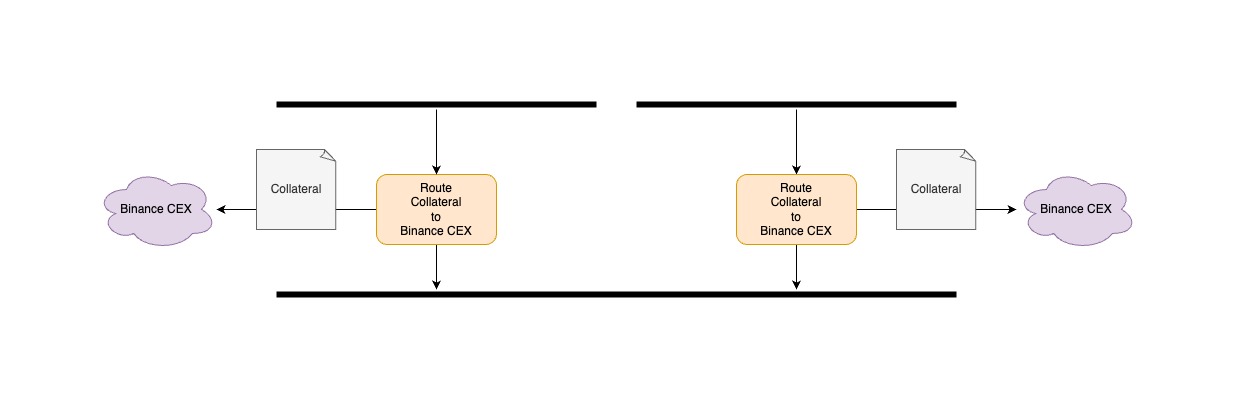 Binance CEX
Collateral
Route
Collateral
to
Binance CEX
Route
Collateral
to
Binance CEX
Collateral
Binance CEX